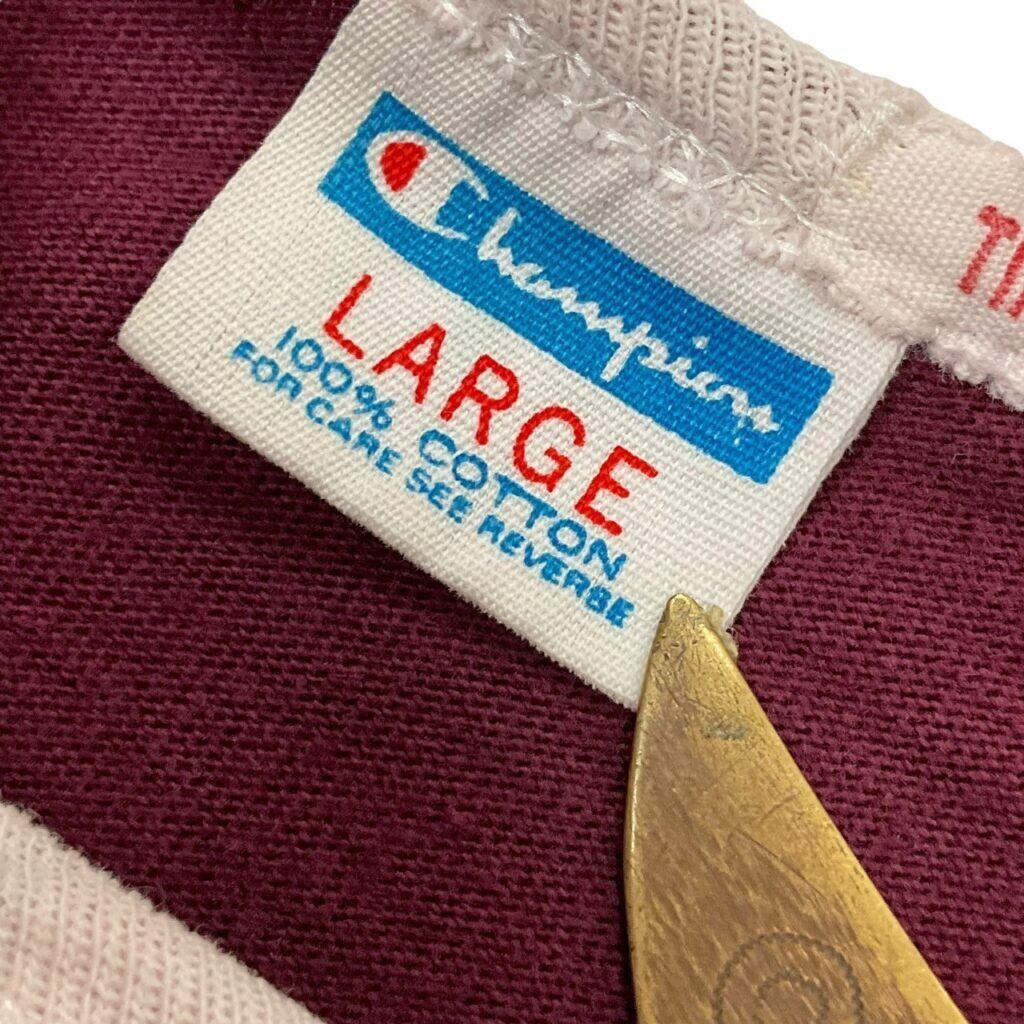 Champion
LARGE
100% COTTON
FOR CARE SEE REVERSE